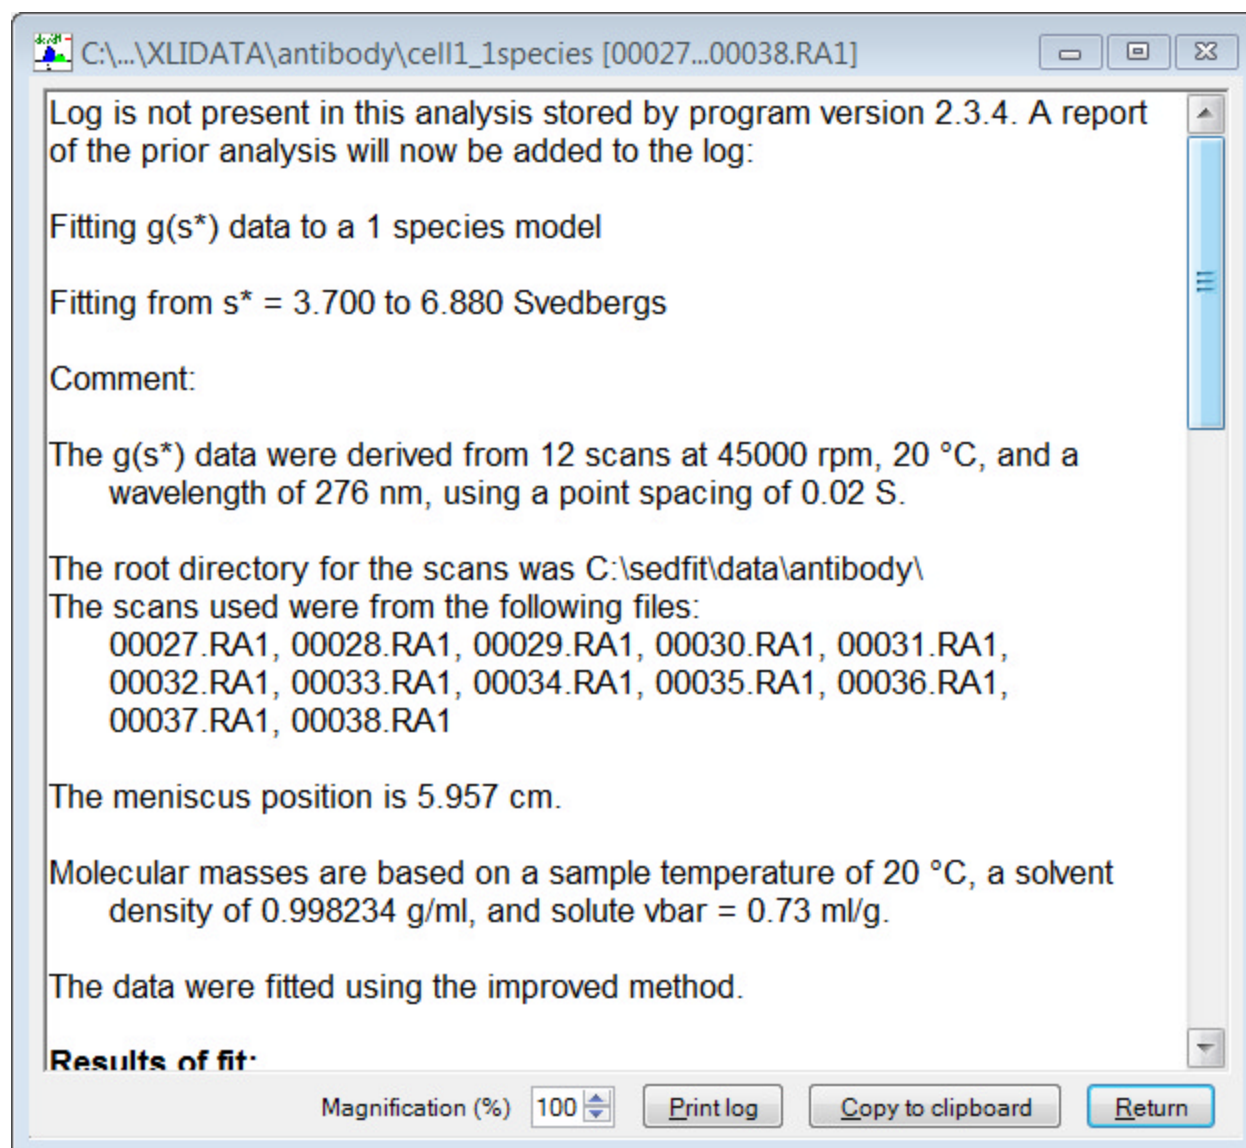 C:\...\XLIDATA\antibody\cell1_1species [00027...00038.RA1]
Log is not present in this analysis stored by program version 2.3.4. A report
of the prior analysis will now be added to the log:
Fitting g(s*) data to a 1 species model
Fitting from s* = 3.700 to 6.880 Svedbergs
Comment:
The g(s*) data were derived from 12 scans at 45000 rpm, 20 °C, and a
wavelength of 276 nm, using a point spacing of 0.02 S.
The root directory for the scans was C:\sedfit\data\antibody\
The scans used were from the following files:
00027.RA1, 00028.RA1, 00029.RA1, 00030.RA1, 00031.RA1,
00032.RA1, 00033.RA1, 00034.RA1, 00035.RA1, 00036.RA1,
00037.RA1, 00038.RA1
The meniscus position is 5.957 cm.
Molecular masses are based on a sample temperature of 20 °C, a solvent
density of 0.998234 g/ml, and solute vbar = 0.73 ml/g.
The data were fitted using the improved method.
Results of fit:
Magnification (%) 100 Print log Copy to clipboard Return